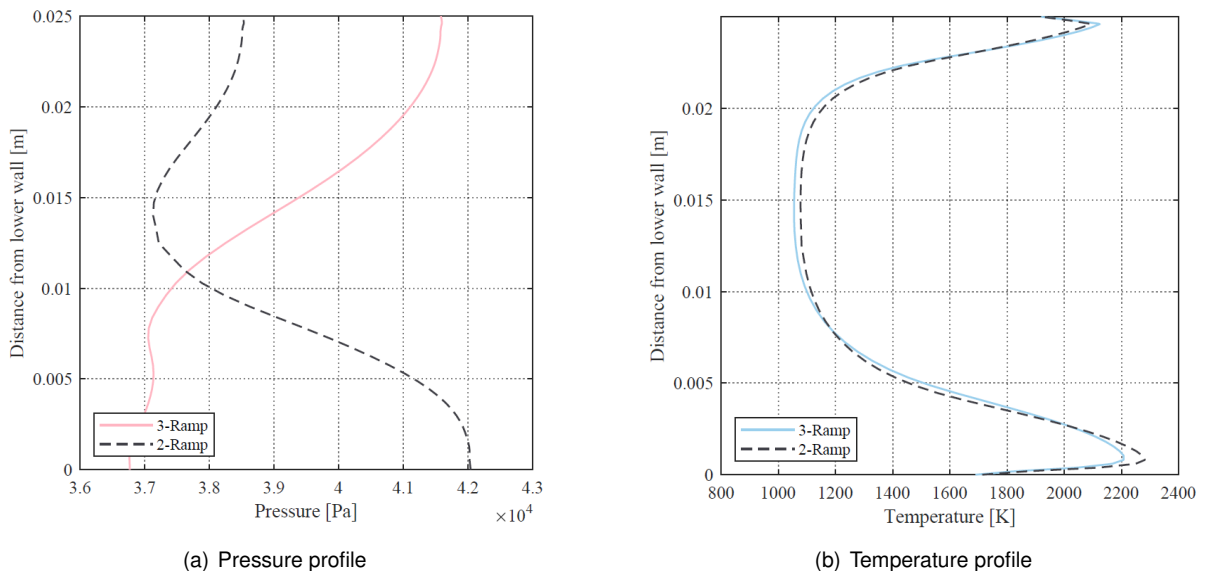 0.025
0.02
0.015
0.01
0.005
0
Distance from lower wall [m]
3-Ramp
2-Ramp
3.6 3.7 3.8 3.9 4 4.1 4.2 4.3
Pressure [Pa]
×10⁴
(a) Pressure profile
0.02
0.015
0.01
0.005
0
Distance from lower wall [m]
3-Ramp
2-Ramp
800 1000 1200 1400 1600 1800 2000 2200 2400
Temperature [K]
(b) Temperature profile